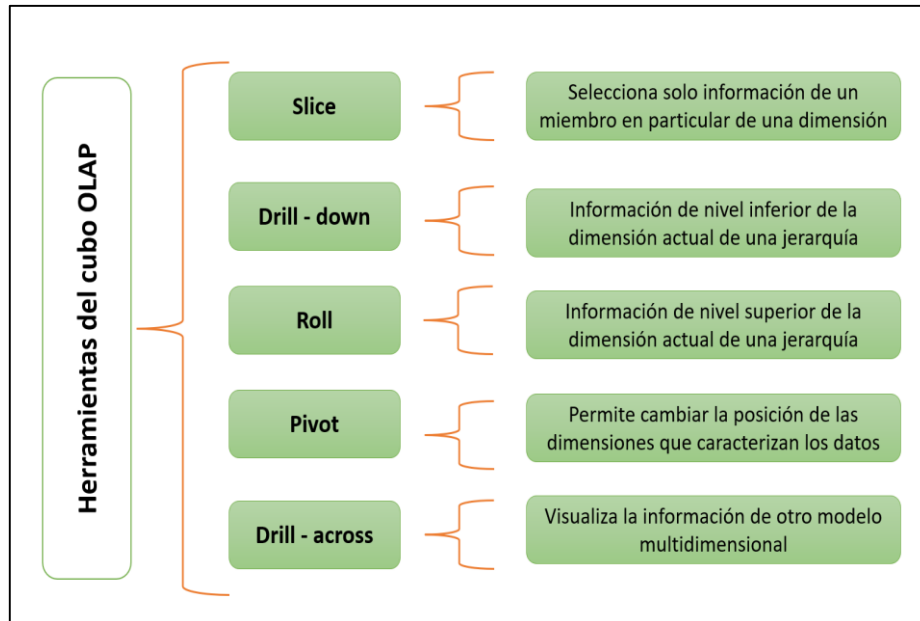 Herramientas del cubo OLAP
Slice
Selecciona solo información de un
miembro en particular de una dimensión
Drill - down
Información de nivel inferior de la
dimensión actual de una jerarquía
Roll
Información de nivel superior de la
dimensión actual de una jerarquía
Pivot
Permite cambiar la posición de las
dimensiones que caracterizan los datos
Drill - across
Visualiza la información de otro modelo
multidimensional